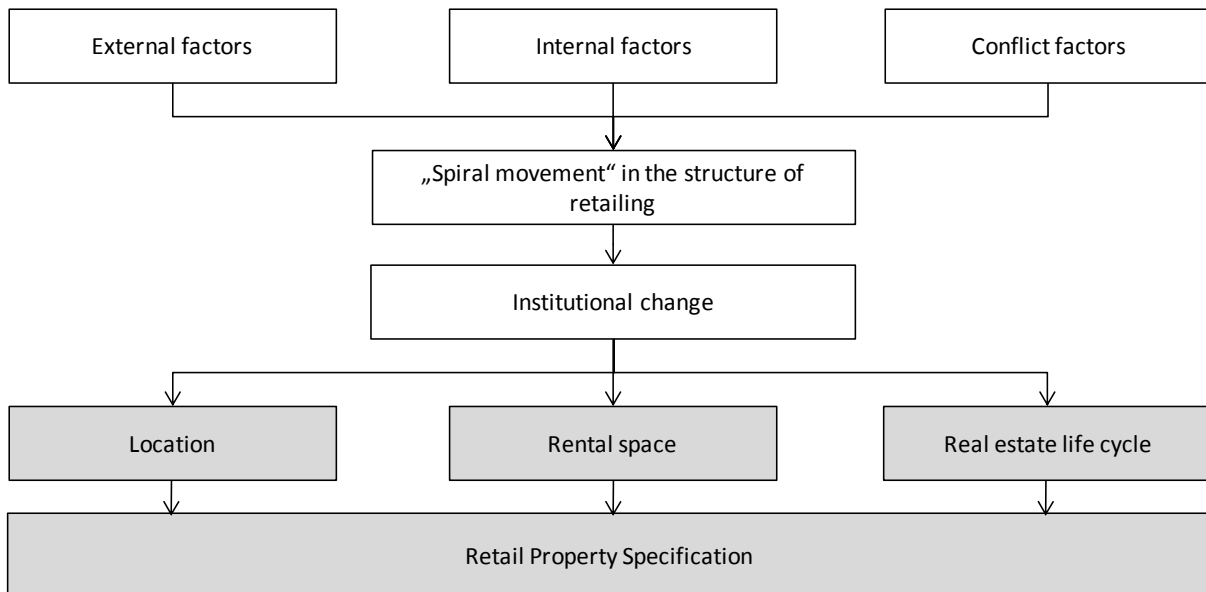 External factors
Internal factors
Conflict factors
„Spiral movement“ in the structure of
retailing
Institutional change
Location
Rental space
Real estate life cycle
Retail Property Specification